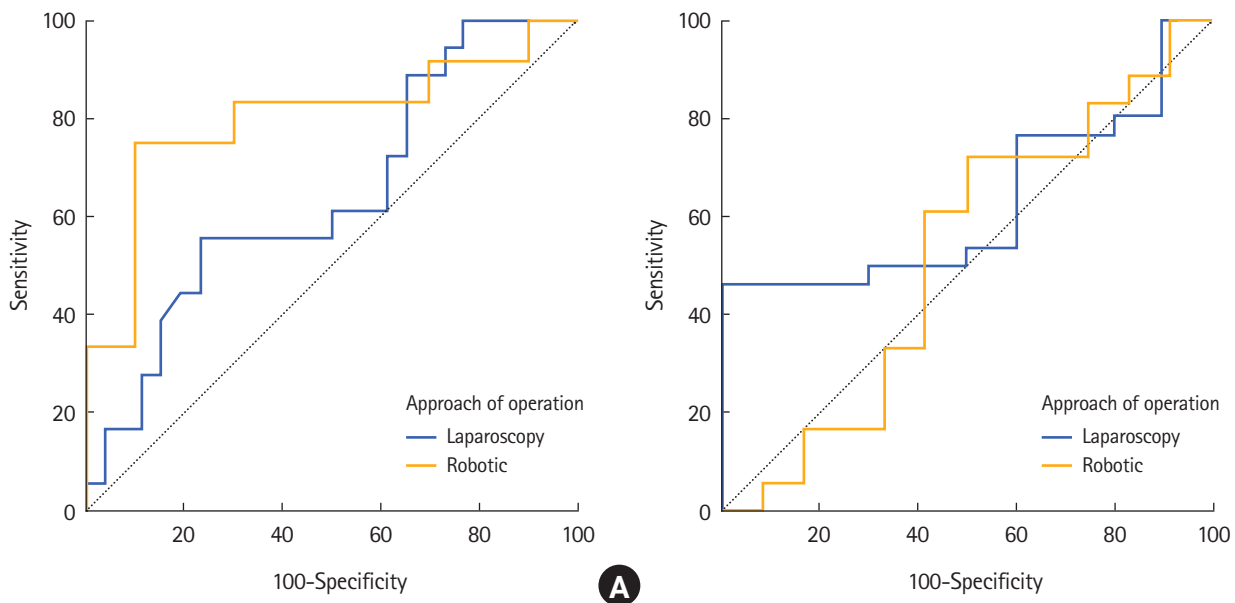 100
80
60
40
20
0
Sensitivity
Approach of operation
Laparoscopy
Robotic
20 40 60 80 100
100-Specificity
A
100
80
60
40
20
0
Sensitivity
Approach of operation
Laparoscopy
Robotic
20 40 60 80 100
100-Specificity